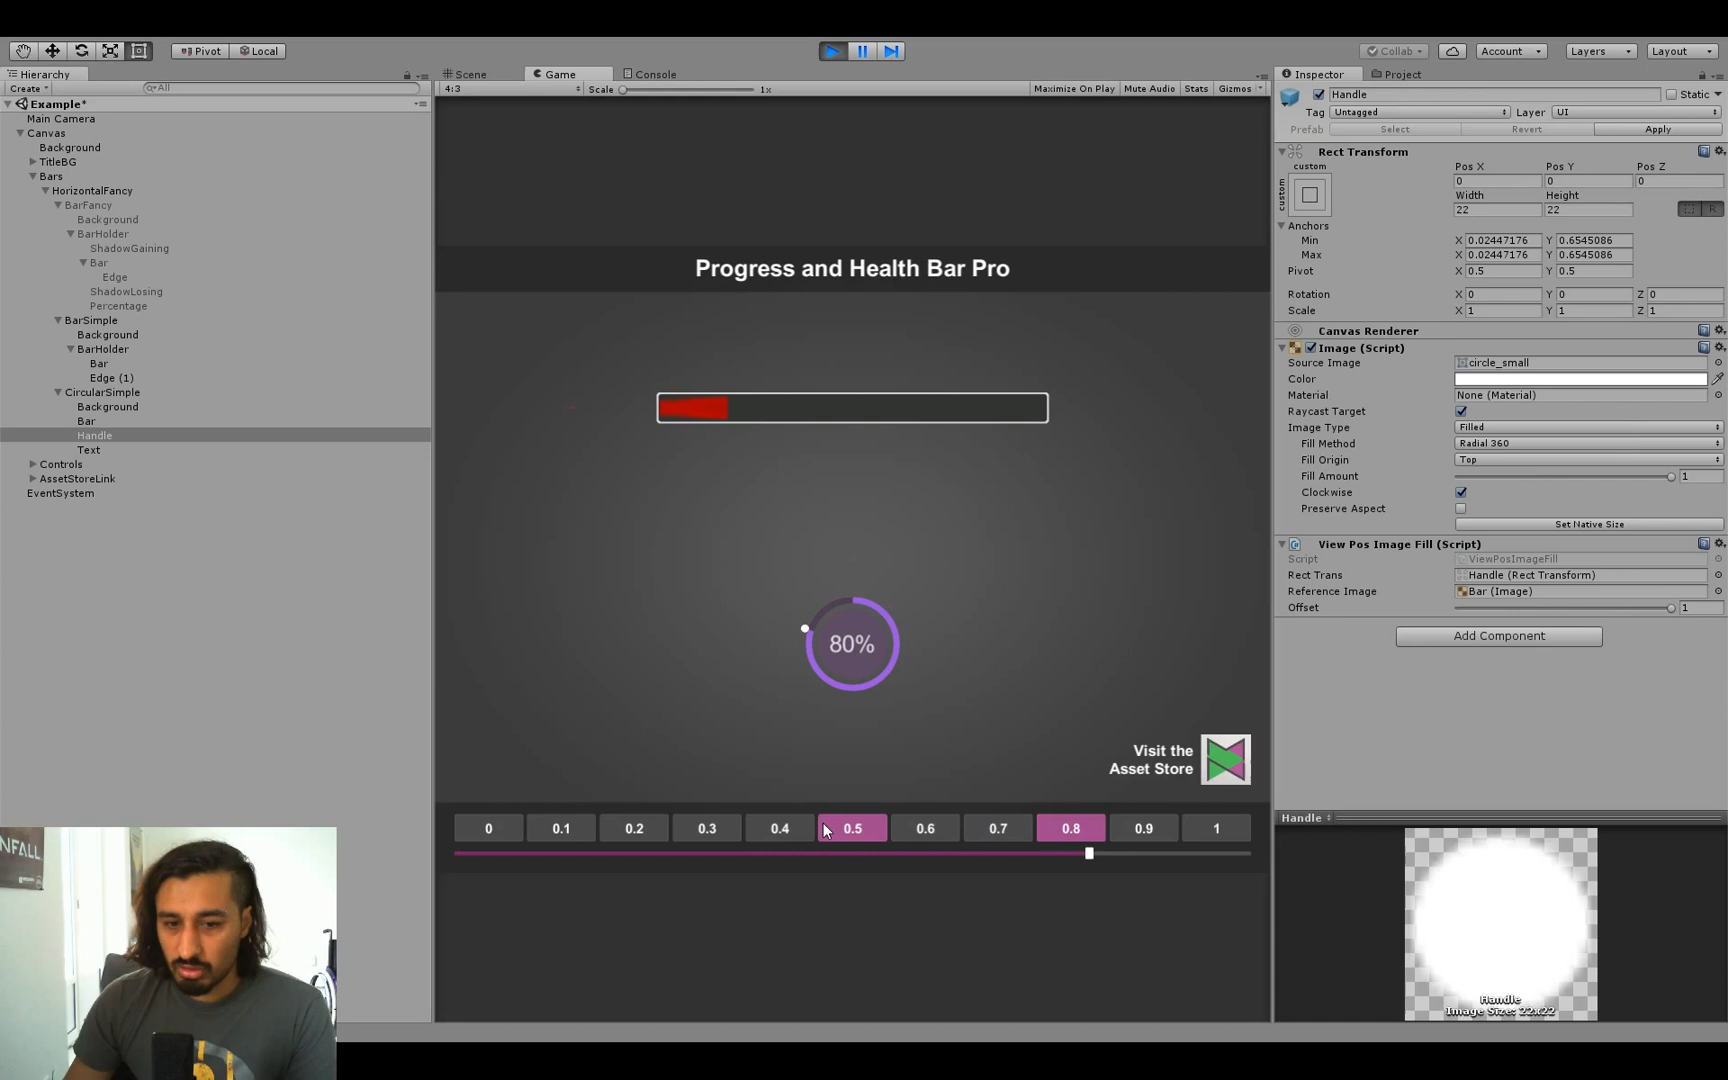 Pivot Local
Collab Account Layers Layout
Hierarchy
Create All
Example*
Main Camera
Canvas
Background
TitleBG
Bars
HorizontalFancy
BarFancy
Background
BarHolder
ShadowGaining
Bar
Edge
ShadowLosing
Percentage
BarSimple
Background
BarHolder
Bar
Edge (1)
CircularSimple
Background
Bar
Handle
Text
Controls
AssetStoreLink
EventSystem
Scene Game Console
4:3 Scale 1x Maximize On Play Mute Audio Stats Gizmos
Progress and Health Bar Pro
80%
Visit the
Asset Store
0 0.1 0.2 0.3 0.4 0.5 0.6 0.7 0.8 0.9 1
Inspector Project
Handle Static
Tag Untagged Layer UI
Prefab Select Revert Apply
Rect Transform
custom Pos X Pos Y Pos Z
custom 0 0 0
Width Height
22 22 R
Anchors
Min X 0.02447176 Y 0.6545086
Max X 0.02447176 Y 0.6545086
Pivot X 0.5 Y 0.5
Rotation X 0 Y 0 Z 0
Scale X 1 Y 1 Z 1
Canvas Renderer
Image (Script)
Source Image circle_small
Color
Material None (Material)
Raycast Target
Image Type Filled
Fill Method Radial 360
Fill Origin Top
Fill Amount 1
Clockwise
Preserve Aspect
Set Native Size
View Pos Image Fill (Script)
Script ViewPosImageFill
Rect Trans Handle (Rect Transform)
Reference Image Bar (Image)
Offset 1
Add Component
Handle
Handle
Image Size: 22x22
NFALL